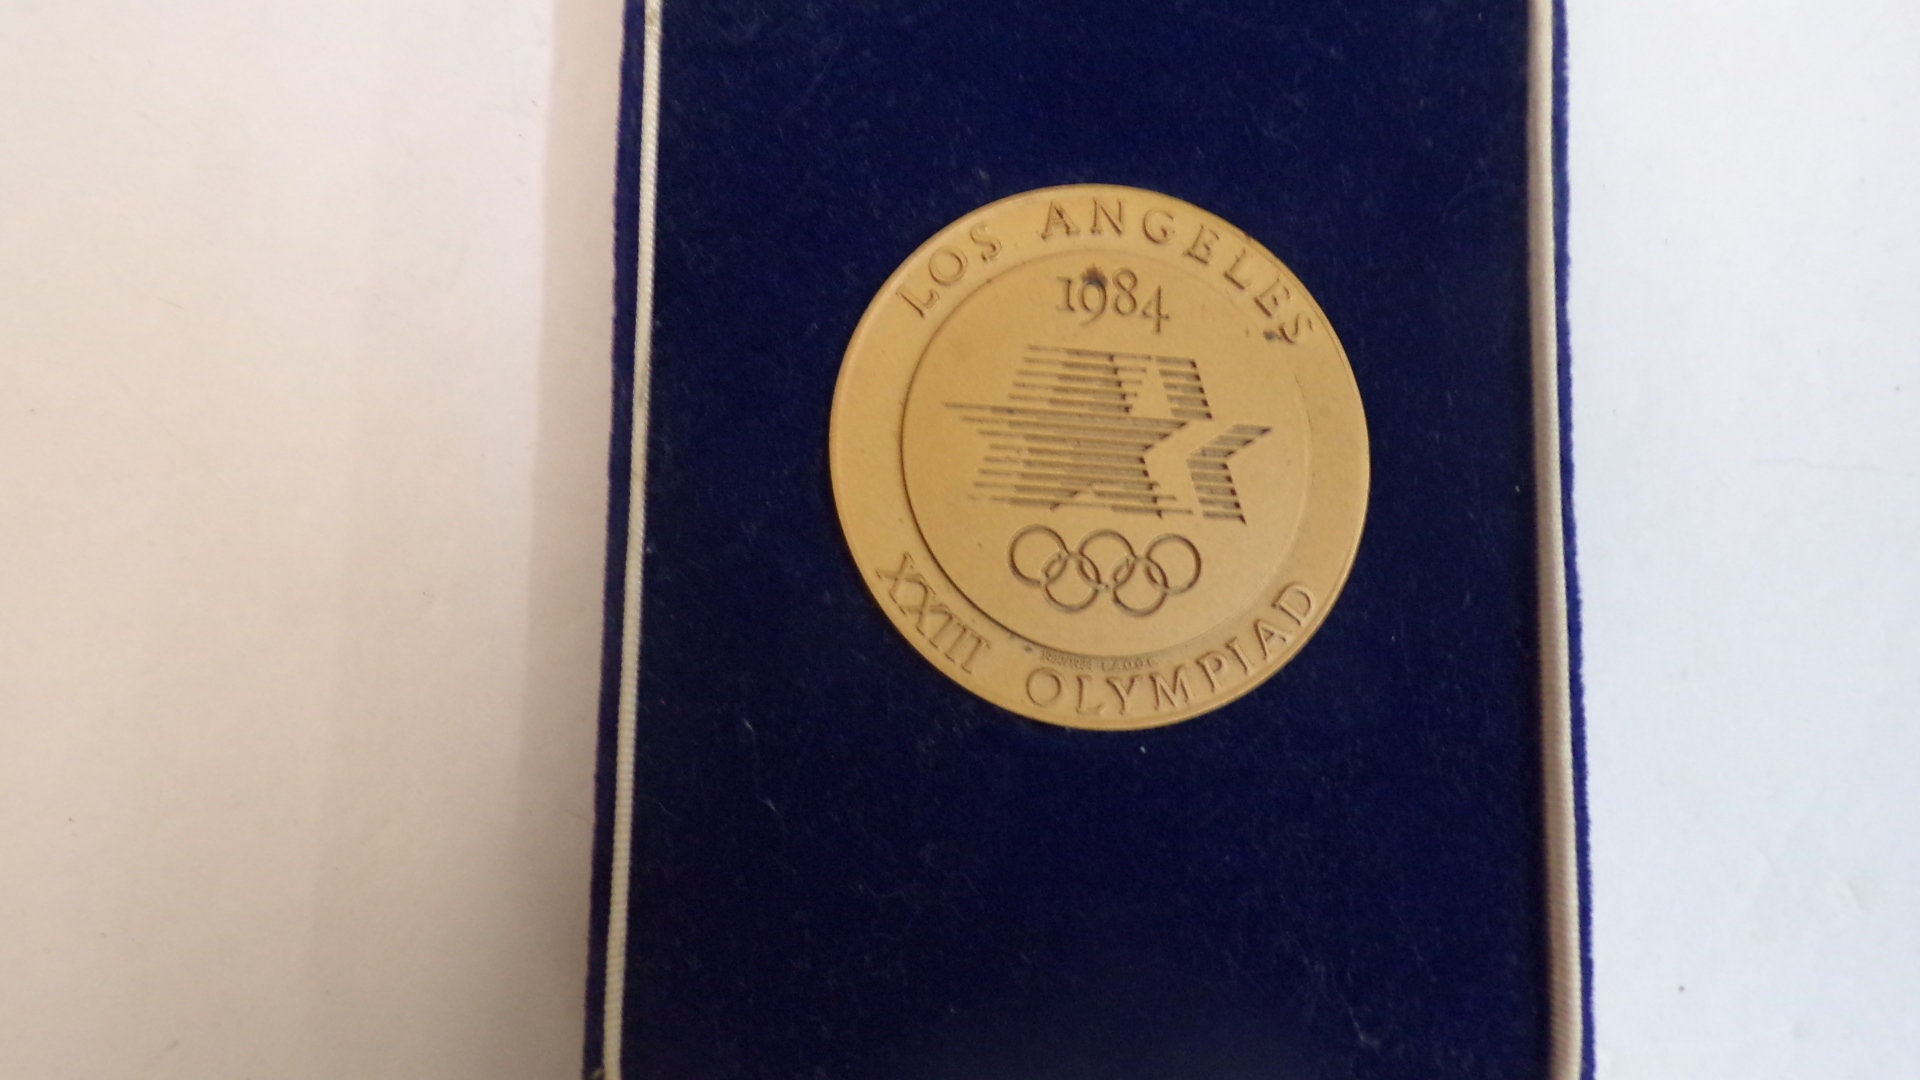 LOS ANGELES
1984
XXIII OLYMPIAD